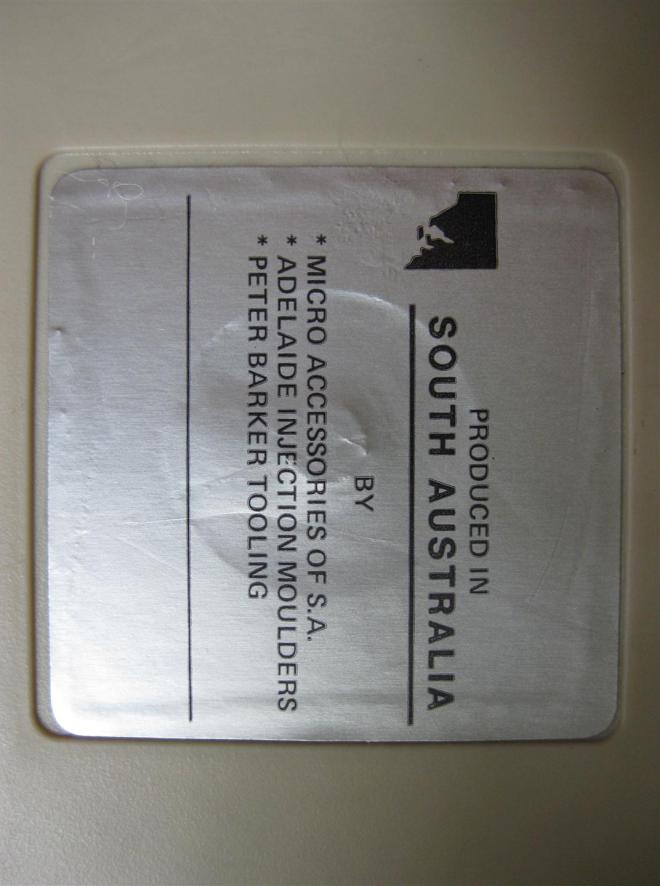 PRODUCED IN
SOUTH AUSTRALIA
BY
* MICRO ACCESSORIES OF S.A.
* ADELAIDE INJECTION MOULDERS
* PETER BARKER TOOLING